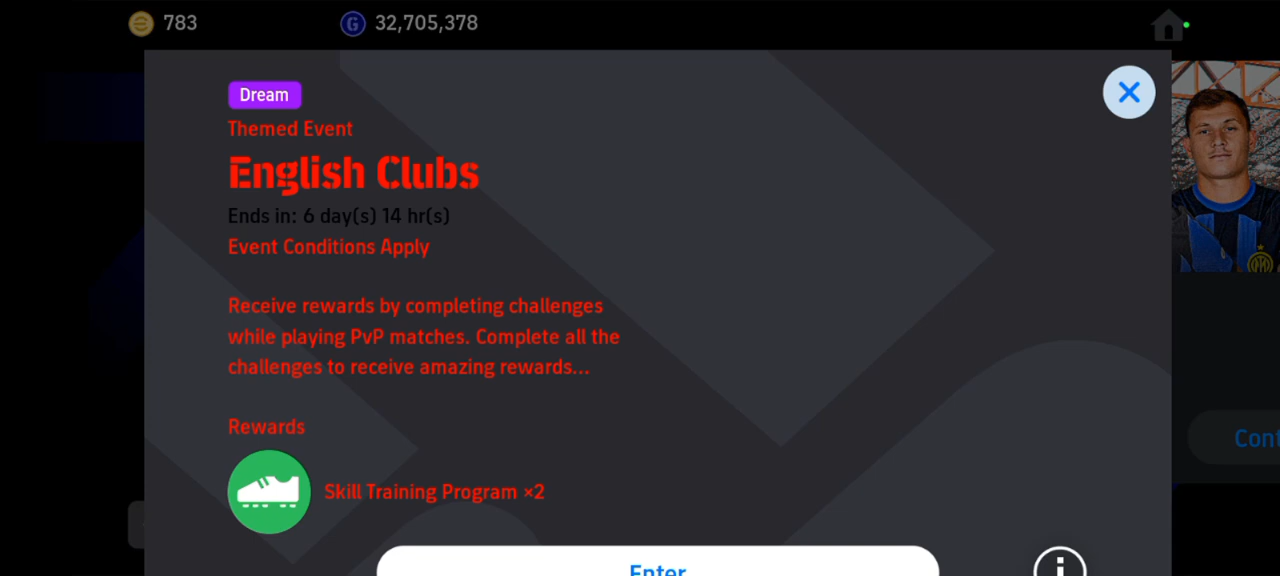 783
32,705,378
Dream
Themed Event
English Clubs
Ends in: 6 day(s) 14 hr(s)
Event Conditions Apply
Receive rewards by completing challenges
while playing PvP matches. Complete all the
challenges to receive amazing rewards...
Rewards
Skill Training Program ×2
Cont
Enter